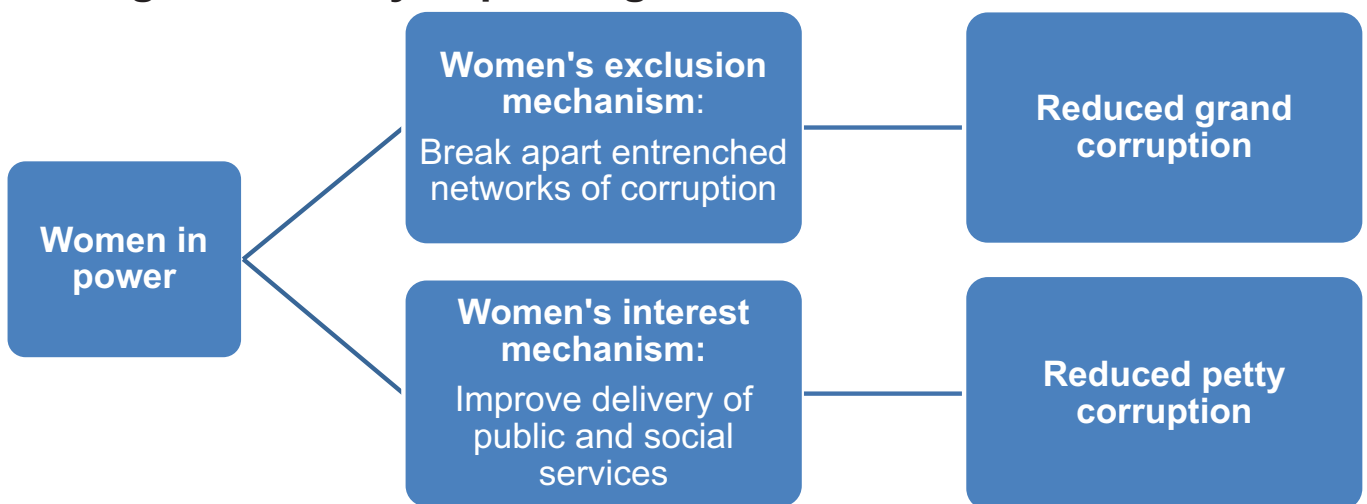 Women in
power
Women's exclusion
mechanism:
Break apart entrenched
networks of corruption
Reduced grand
corruption
Women's interest
mechanism:
Improve delivery of
public and social
services
Reduced petty
corruption